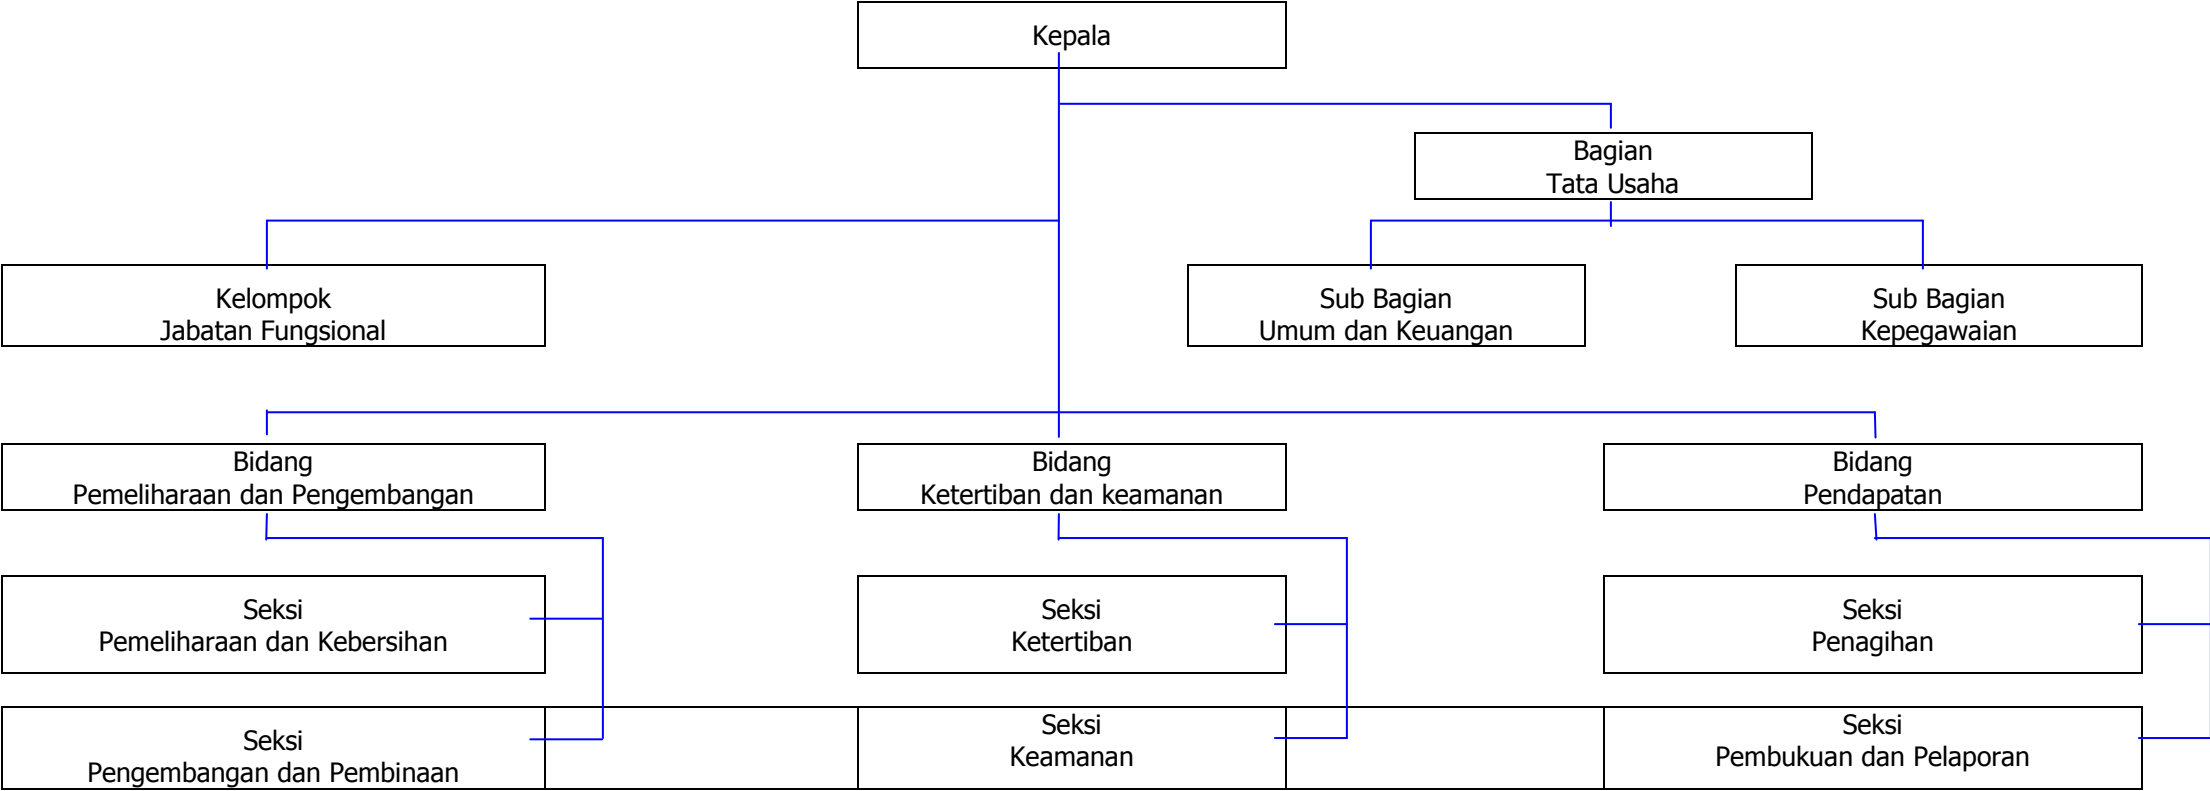 Kepala
Bagian
Tata Usaha
Kelompok
Jabatan Fungsional
Sub Bagian
Umum dan Keuangan
Sub Bagian
Kepegawaian
Bidang
Pemeliharaan dan Pengembangan
Bidang
Ketertiban dan keamanan
Bidang
Pendapatan
Seksi
Pemeliharaan dan Kebersihan
Seksi
Ketertiban
Seksi
Penagihan
Seksi
Pengembangan dan Pembinaan
Seksi
Keamanan
Seksi
Pembukuan dan Pelaporan